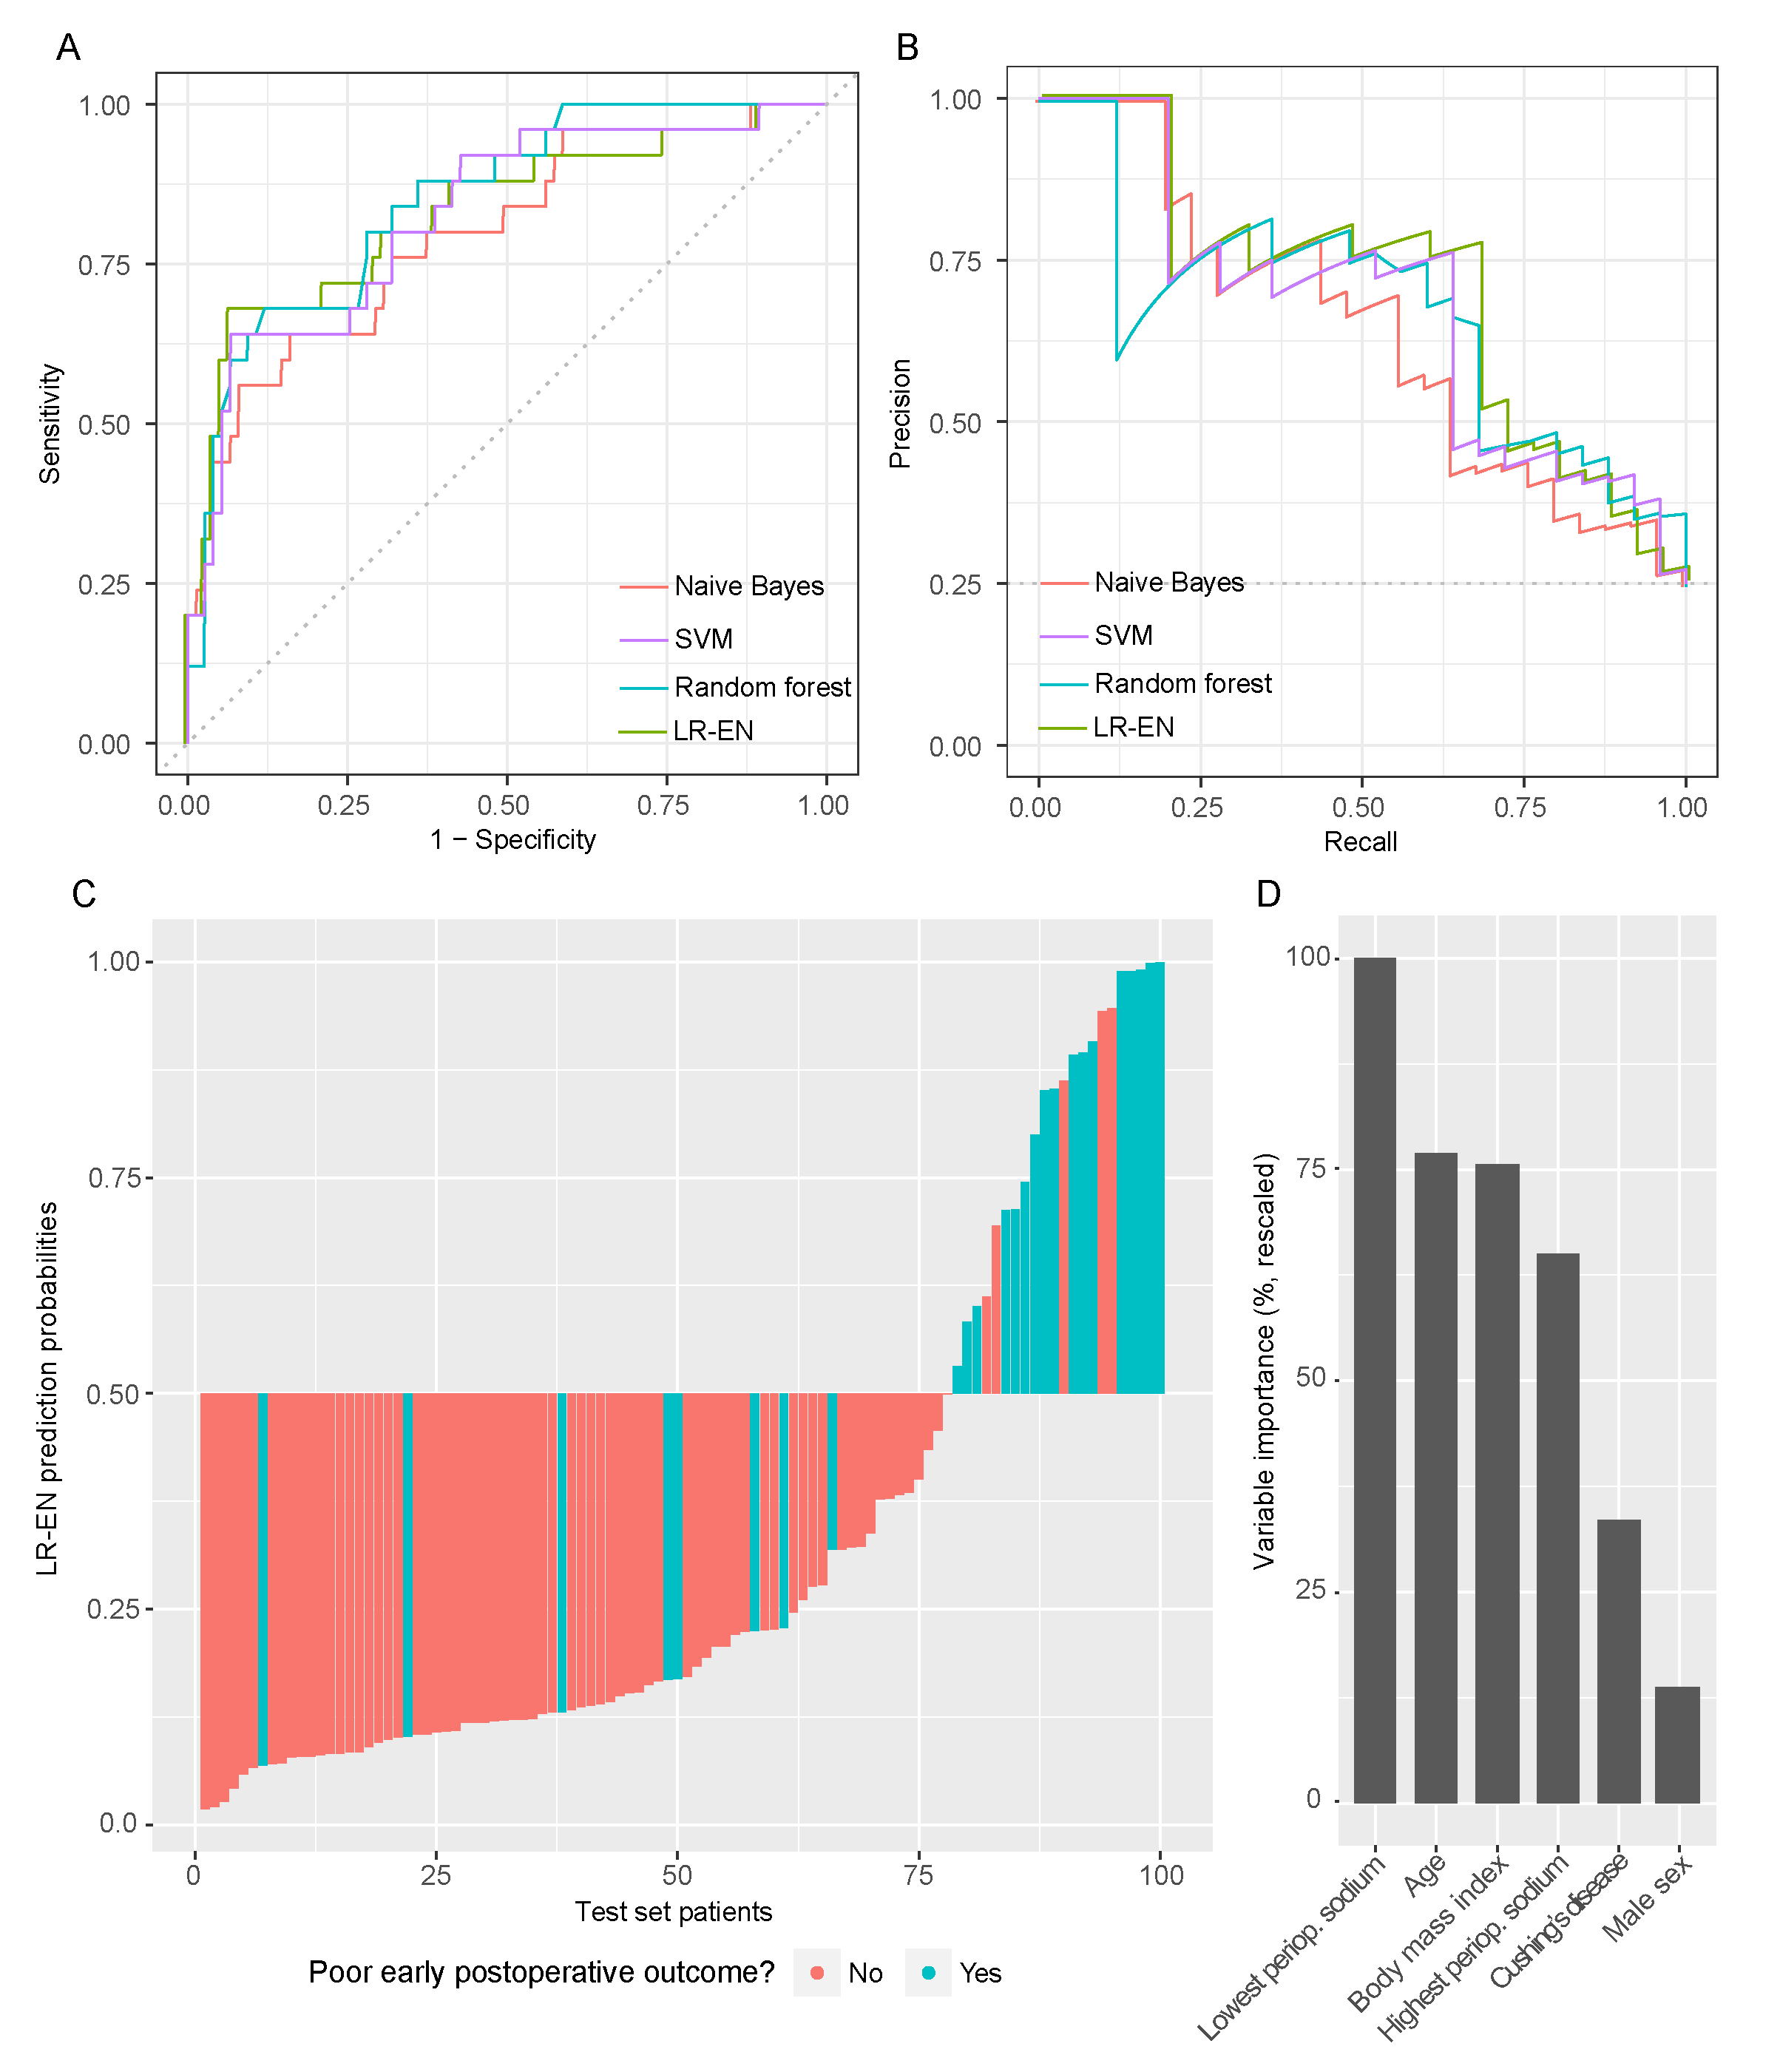 A
1.00
0.75
0.50
0.25
0.00
Sensitivity
Naive Bayes
SVM
Random forest
LR-EN
0.00 0.25 0.50 0.75 1.00
1 − Specificity
B
1.00
0.75
0.50
0.25
0.00
Precision
Naive Bayes
SVM
Random forest
LR-EN
0.00 0.25 0.50 0.75 1.00
Recall
C
1.00
0.75
0.50
0.25
0.0
LR-EN prediction probabilities
0 25 50 75 100
Test set patients
Poor early postoperative outcome? No Yes
D
100
75
50
25
0
Variable importance (%, rescaled)
Lowest periop. sodium
Age
Body mass index
Highest periop. sodium
Cushing's disease
Male sex